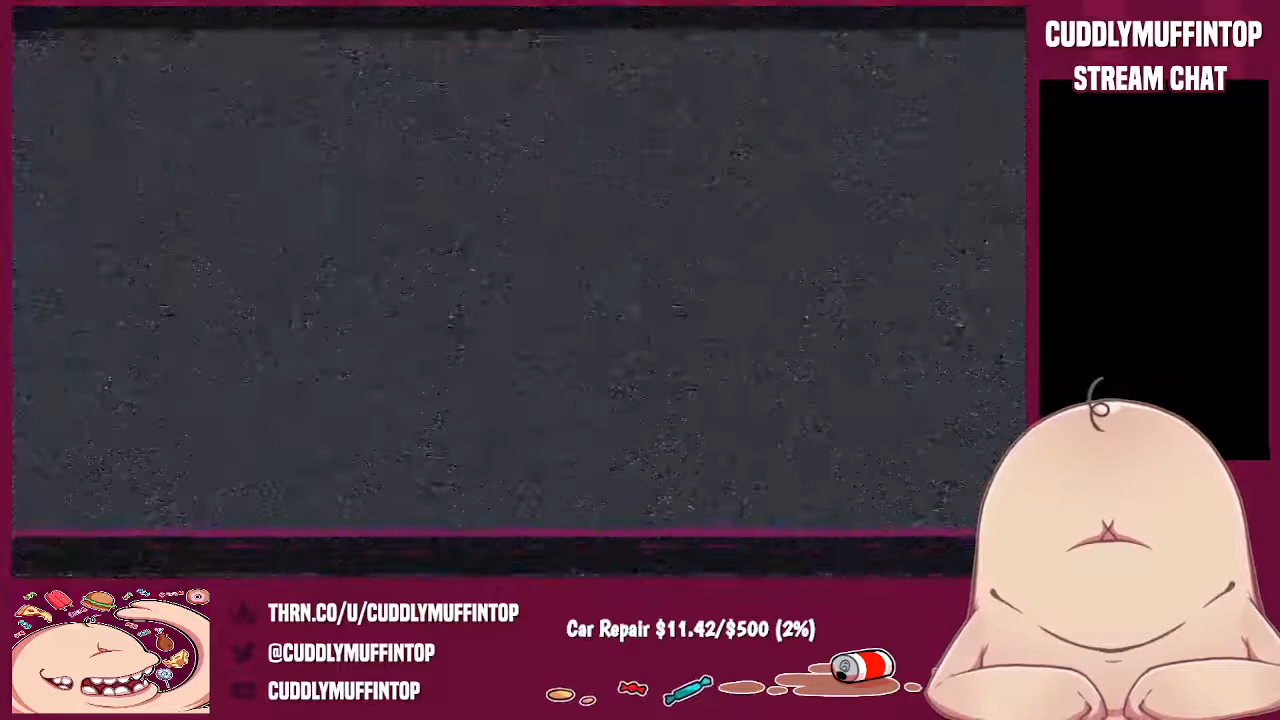 CUDDLYMUFFINTOP
STREAM CHAT
THRN.CO/U/CUDDLYMUFFINTOP
@CUDDLYMUFFINTOP
CUDDLYMUFFINTOP
Car Repair $11.42/$500 (2%)